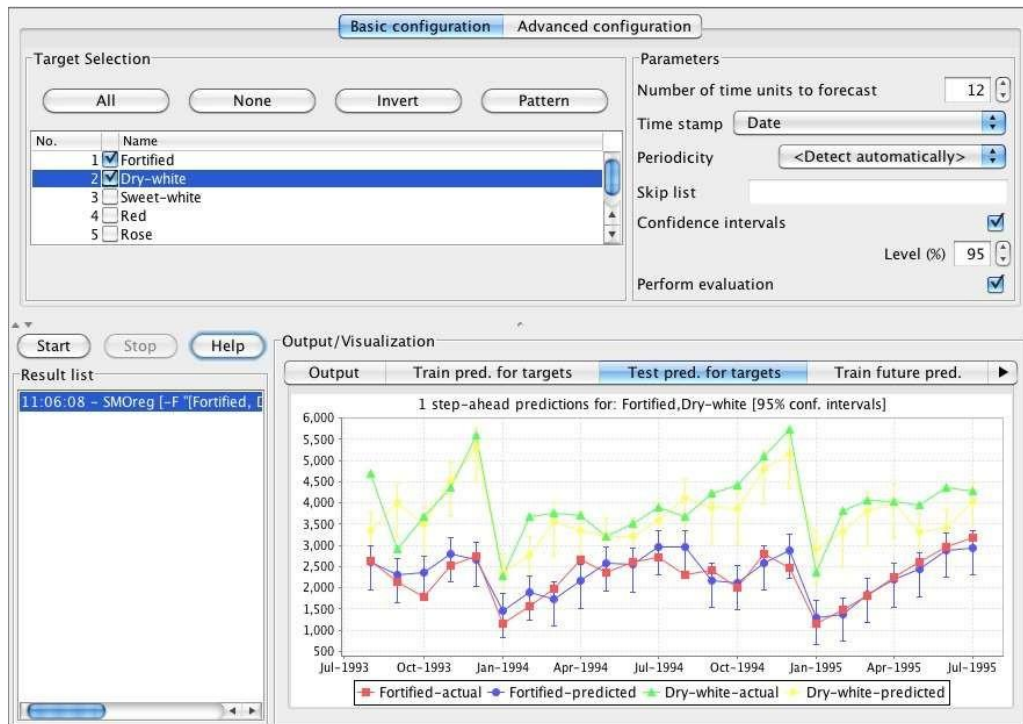 Basic configuration Advanced configuration
Target Selection
All None Invert Pattern
No. Name
1 Fortified
2 Dry-white
3 Sweet-white
4 Red
5 Rose
Parameters
Number of time units to forecast 12
Time stamp Date
Periodicity <Detect automatically>
Skip list
Confidence intervals
Level (%) 95
Perform evaluation
Start Stop Help
Result list
11:06:08 - SMOreg [-F "[Fortified, D
Output/Visualization
Output Train pred. for targets Test pred. for targets Train future pred.
1 step-ahead predictions for: Fortified,Dry-white [95% conf. intervals]
6,000
5,500
5,000
4,500
4,000
3,500
3,000
2,500
2,000
1,500
1,000
500
Jul-1993 Oct-1993 Jan-1994 Apr-1994 Jul-1994 Oct-1994 Jan-1995 Apr-1995 Jul-1995
Fortified-actual Fortified-predicted Dry-white-actual Dry-white-predicted